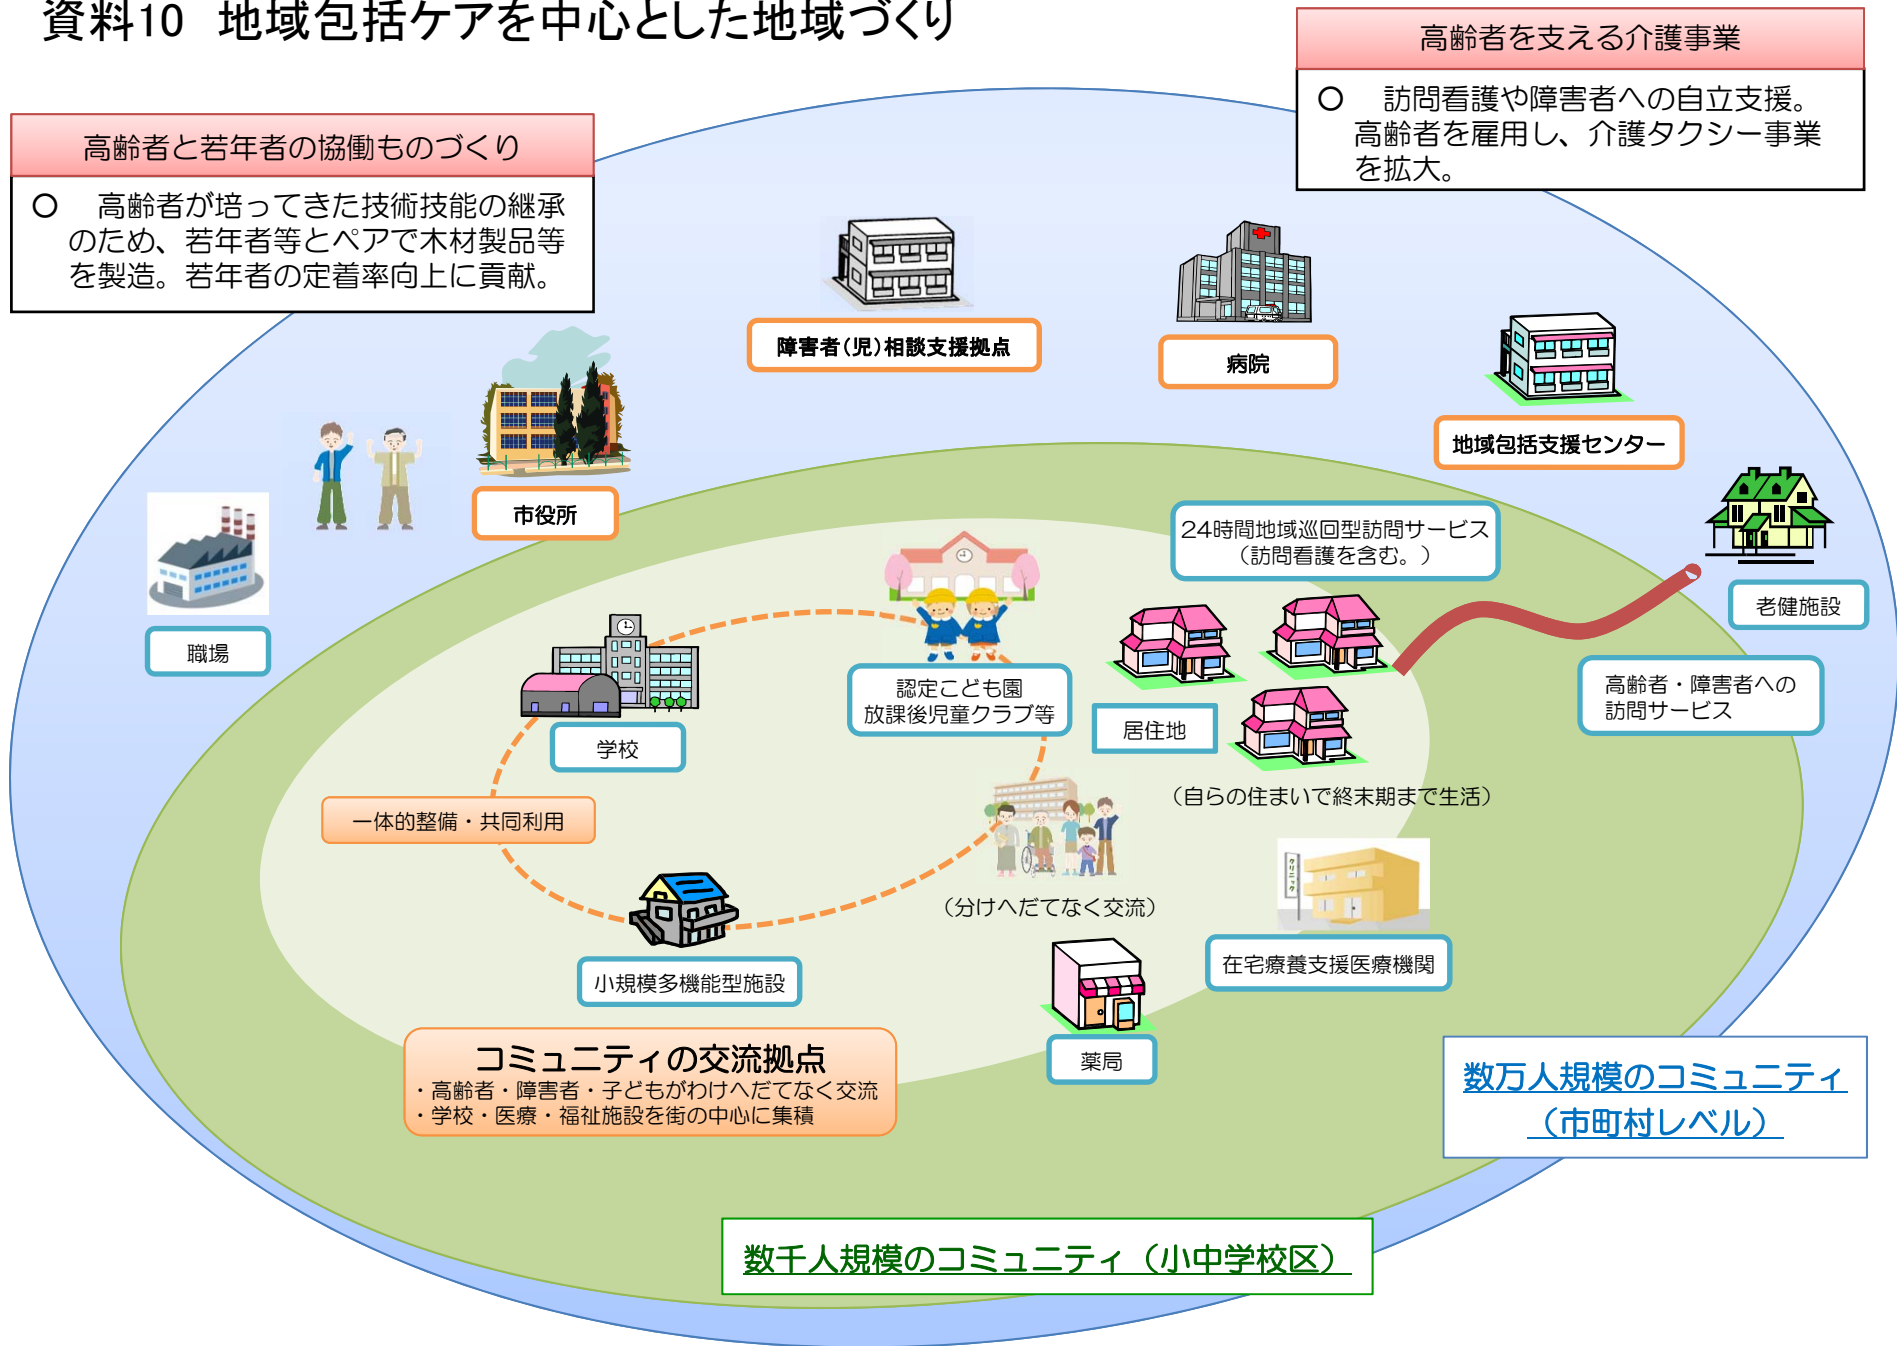 資料10 地域包括ケアを中心とした地域づくり
高齢者を支える介護事業
○ 訪問看護や障害者への自立支援。
高齢者を雇用し、介護タクシー事業
を拡大。
高齢者と若年者の協働ものづくり
○ 高齢者が培ってきた技術技能の継承
のため、若年者等とペアで木材製品等
を製造。若年者の定着率向上に貢献。
障害者(児)相談支援拠点
病院
地域包括支援センター
市役所
24時間地域巡回型訪問サービス
(訪問看護を含む。)
老健施設
職場
認定こども園
放課後児童クラブ等
高齢者・障害者への
訪問サービス
居住地
学校
(自らの住まいで終末期まで生活)
一体的整備・共同利用
クリニック
(分けへだてなく交流)
在宅療養支援医療機関
小規模多機能型施設
薬局
コミュニティの交流拠点
・高齢者・障害者・子どもがわけへだてなく交流
・学校・医療・福祉施設を街の中心に集積
数万人規模のコミュニティ
(市町村レベル)
数千人規模のコミュニティ(小中学校区)